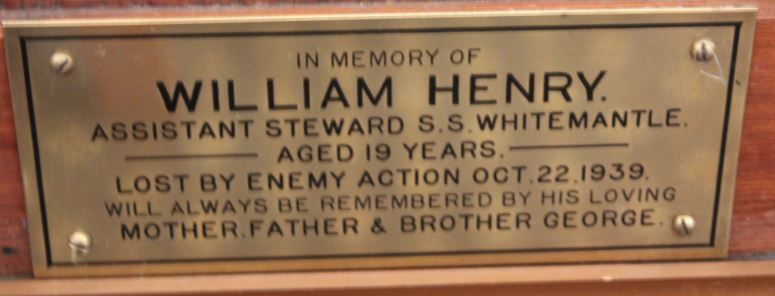 IN MEMORY OF
WILLIAM HENRY.
ASSISTANT STEWARD S.S. WHITEMANTLE.
AGED 19 YEARS.
LOST BY ENEMY ACTION OCT. 22. 1939.
WILL ALWAYS BE REMEMBERED BY HIS LOVING
MOTHER. FATHER & BROTHER GEORGE.